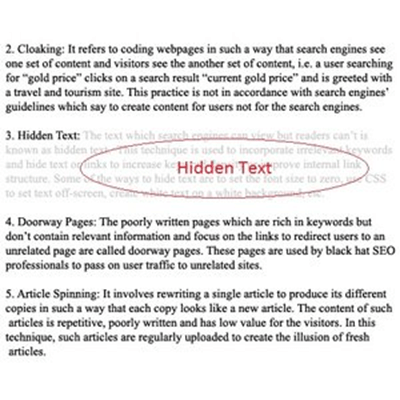 2. Cloaking: It refers to coding webpages in such a way that search engines see
one set of content and visitors see the another set of content, i.e. a user searching
for “gold price” clicks on a search result “current gold price” and is greeted with
a travel and tourism site. This practice is not in accordance with search engines’
guidelines which say to create content for users not for the search engines.
3. Hidden Text: The text which search engines can view but readers can’t is
known as hidden text. This technique is used to incorporate irrelevant keywords
and hide text or links to increase internal link
Hidden Text
structure. Some of the ways to hide text are to set the font size to zero, use CSS
to set text off-screen, create white text on a white background, etc.
4. Doorway Pages: The poorly written pages which are rich in keywords but
don’t contain relevant information and focus on the links to redirect users to an
unrelated page are called doorway pages. These pages are used by black hat SEO
professionals to pass on user traffic to unrelated sites.
5. Article Spinning: It involves rewriting a single article to produce its different
copies in such a way that each copy looks like a new article. The content of such
articles is repetitive, poorly written and has low value for the visitors. In this
technique, such articles are regularly uploaded to create the illusion of fresh
articles.